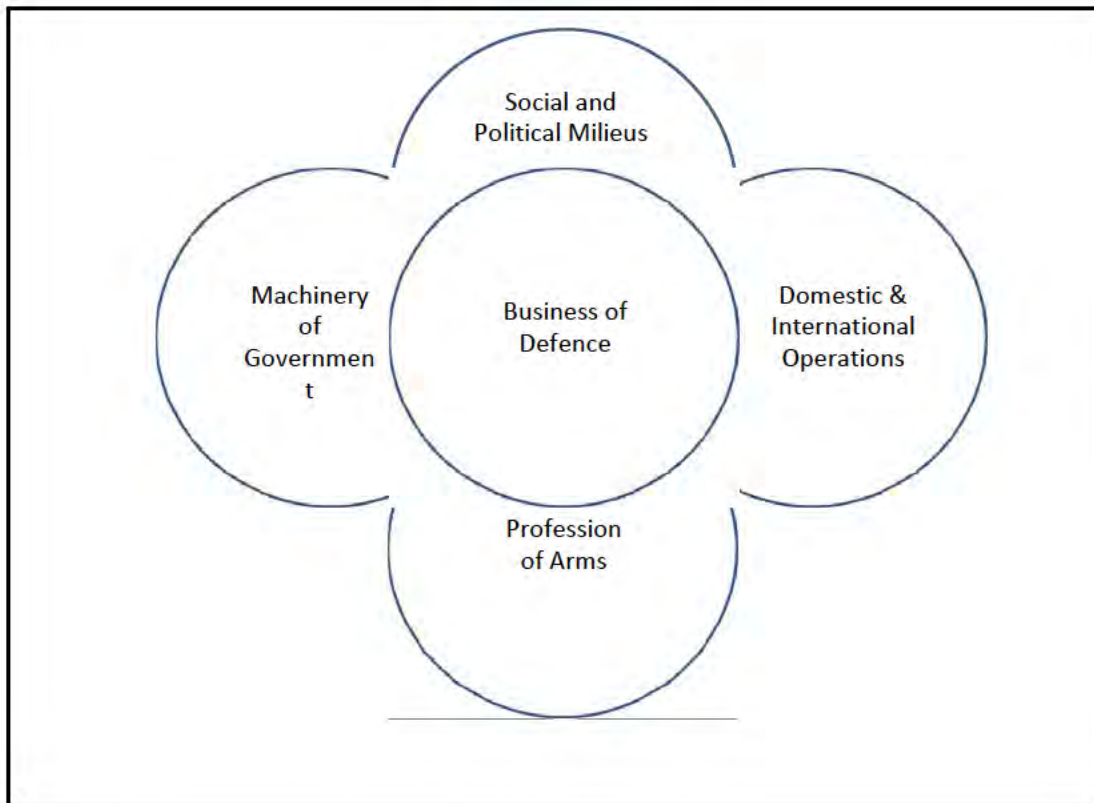 Social and
Political Milieus
Machinery
of
Governmen
t
Business of
Defence
Domestic &
International
Operations
Profession
of Arms